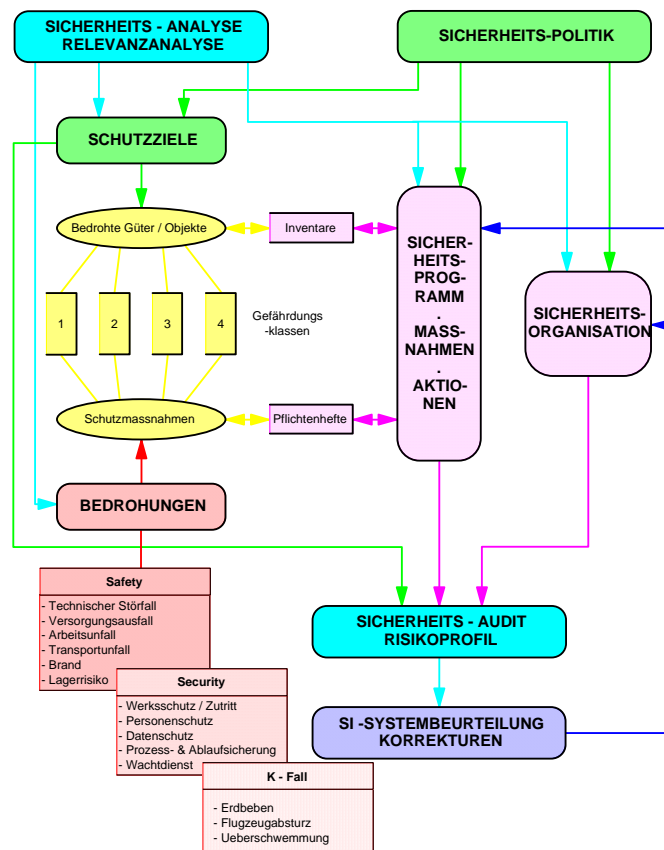 SICHERHEITS - ANALYSE
RELEVANZANALYSE
SICHERHEITS-POLITIK
SCHUTZZIELE
Bedrohte Güter / Objekte
Inventare
SICHER-
HEITS-
PROG-
RAMM
.
MASS-
NAHMEN
.
AKTIO-
NEN
SICHERHEITS-
ORGANISATION
1
2
3
4
Gefährdungs
-klassen
Schutzmassnahmen
Pflichtenhefte
BEDROHUNGEN
Safety
- Technischer Störfall
- Versorgungsausfall
- Arbeitsunfall
- Transportunfall
- Brand
- Lagerrisiko
Security
- Werksschutz / Zutritt
- Personenschutz
- Datenschutz
- Prozess- & Ablaufsicherung
- Wachtdienst
K - Fall
- Erdbeben
- Flugzeugabsturz
- Ueberschwemmung
SICHERHEITS - AUDIT
RISIKOPROFIL
SI -SYSTEMBEURTEILUNG
KORREKTUREN